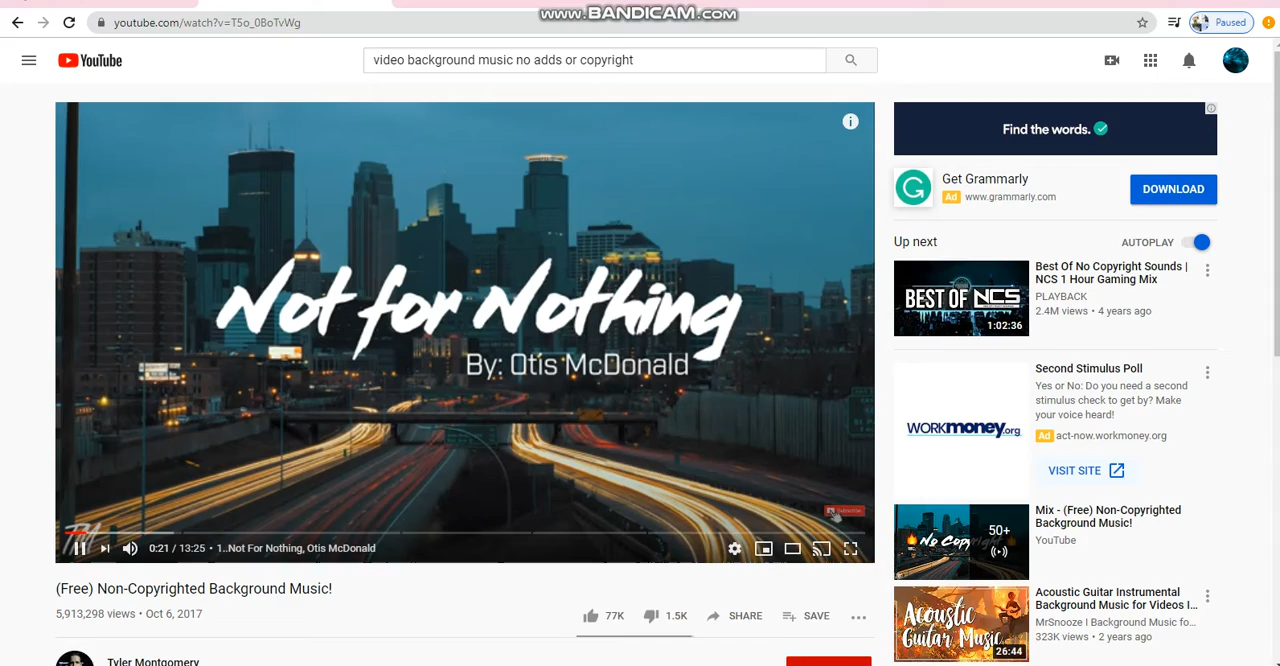 www.BANDICAM.com
youtube.com/watch?v=T5o_0BoTvWg
Paused
YouTube
video background music no adds or copyright
Not for Nothing
By: Otis McDonald
Subscribe
TM
0:21 / 13:25 • 1..Not For Nothing, Otis McDonald
(Free) Non-Copyrighted Background Music!
5,913,298 views • Oct 6, 2017
77K
1.5K
SHARE
SAVE
Tyler Montgomery
Find the words.
Get Grammarly
Ad www.grammarly.com
DOWNLOAD
Up next
AUTOPLAY
BEST OF NCS
1:02:36
Best Of No Copyright Sounds |
NCS 1 Hour Gaming Mix
PLAYBACK
2.4M views • 4 years ago
WORKmoney.org
Second Stimulus Poll
Yes or No: Do you need a second
stimulus check to get by? Make
your voice heard!
Ad act-now.workmoney.org
VISIT SITE
No Copy
50+
Mix - (Free) Non-Copyrighted
Background Music!
YouTube
Acoustic
Guitar Music
26:44
Acoustic Guitar Instrumental
Background Music for Videos I...
MrSnooze I Background Music fo...
323K views • 2 years ago